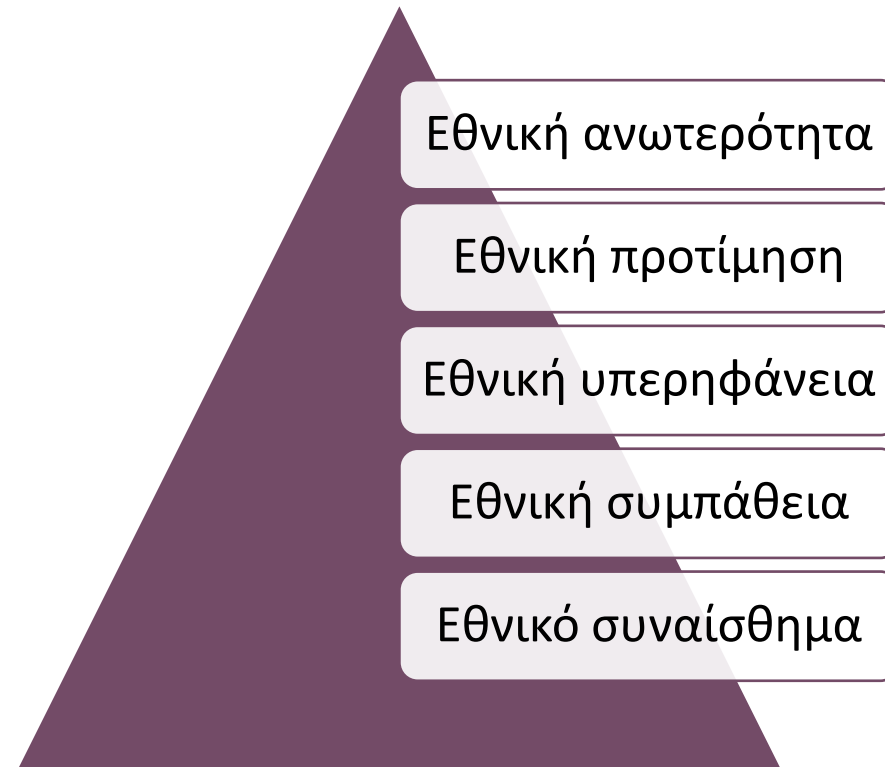 Εθνική ανωτερότητα
Εθνική προτίμηση
Εθνική υπερηφάνεια
Εθνική συμπάθεια
Εθνικό συναίσθημα